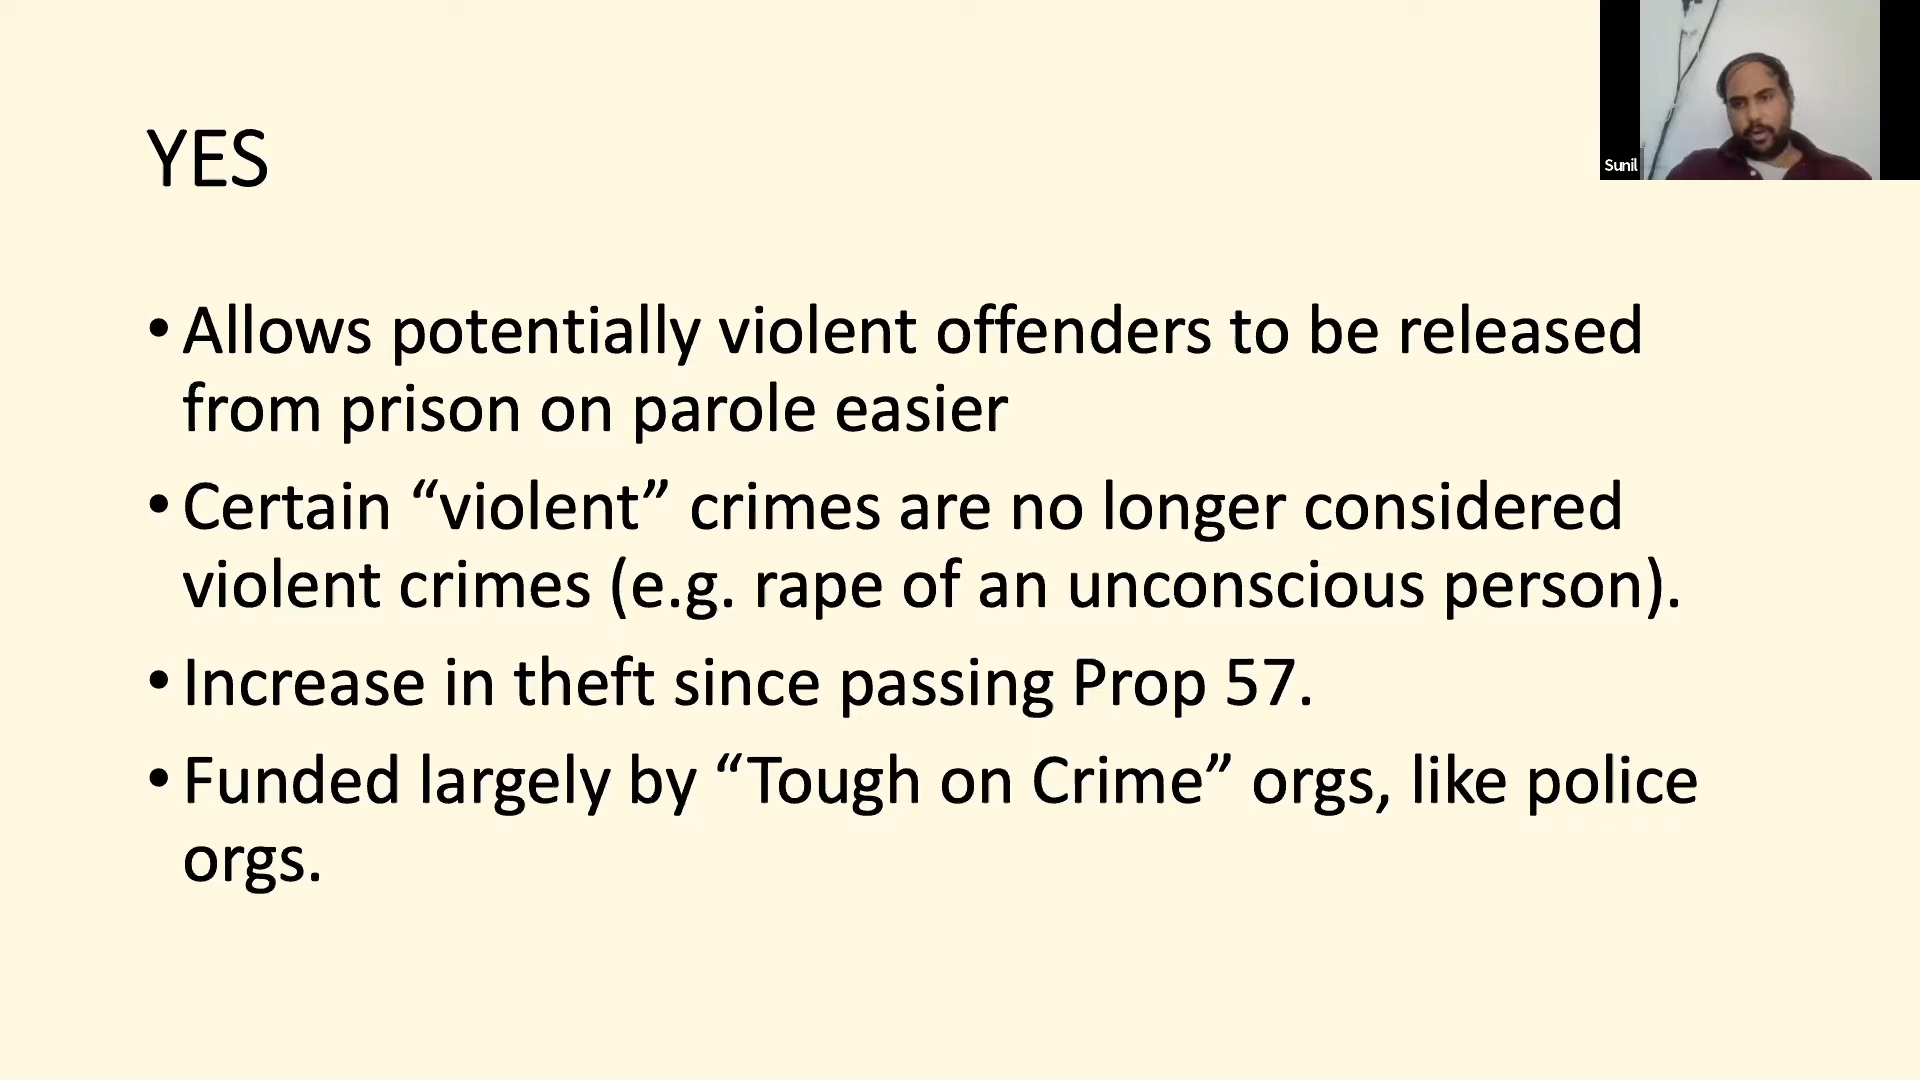 YES
Sunil
• Allows potentially violent offenders to be released
from prison on parole easier
• Certain “violent” crimes are no longer considered
violent crimes (e.g. rape of an unconscious person).
• Increase in theft since passing Prop 57.
• Funded largely by “Tough on Crime” orgs, like police
orgs.